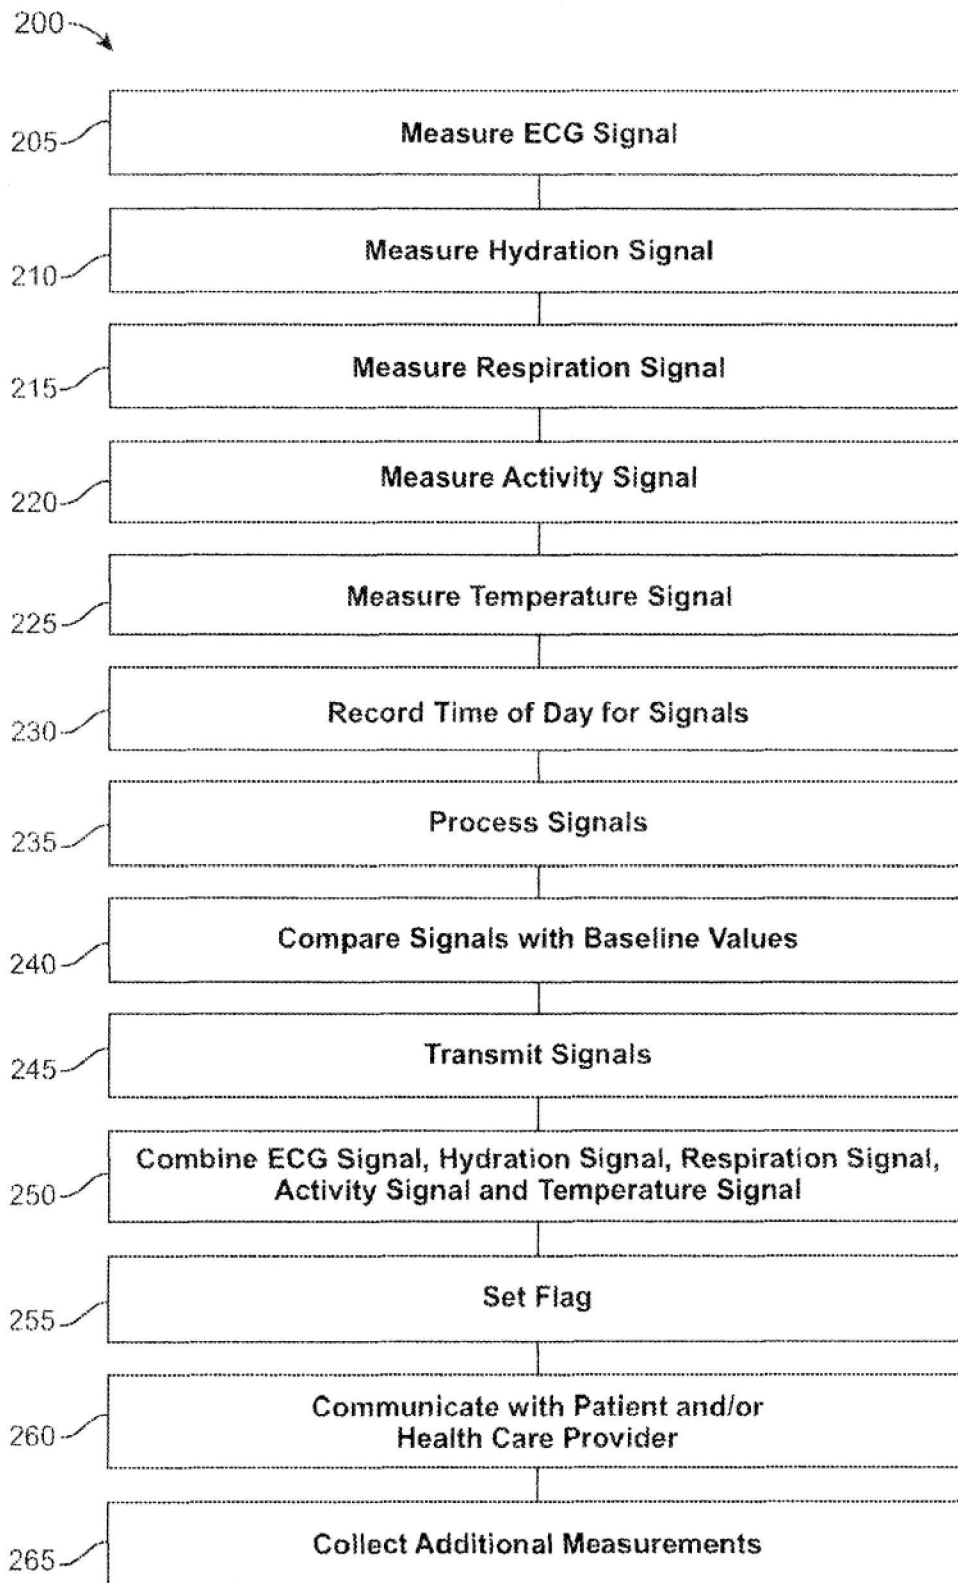 200
205
Measure ECG Signal
210
Measure Hydration Signal
215
Measure Respiration Signal
220
Measure Activity Signal
225
Measure Temperature Signal
230
Record Time of Day for Signals
235
Process Signals
240
Compare Signals with Baseline Values
245
Transmit Signals
250
Combine ECG Signal, Hydration Signal, Respiration Signal,
Activity Signal and Temperature Signal
255
Set Flag
260
Communicate with Patient and/or
Health Care Provider
265
Collect Additional Measurements